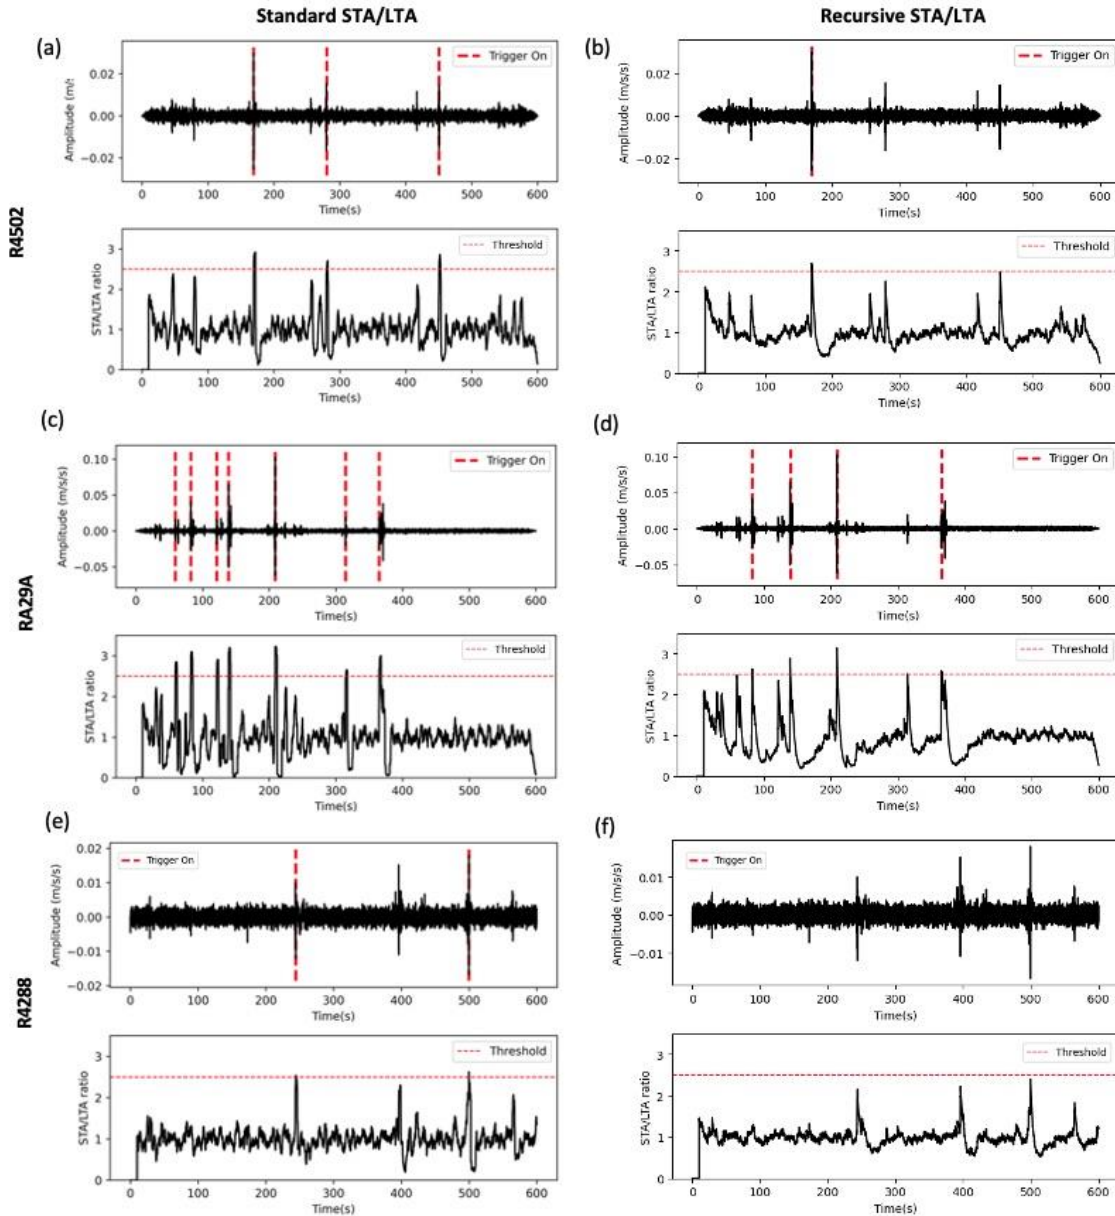 Standard STA/LTA
Recursive STA/LTA
R4502
(a)
Amplitude (m/s
0.02
0.00
−0.02
Trigger On
0 100 200 300 400 500 600
Time(s)
STA/LTA ratio
3
2
1
0
Threshold
0 100 200 300 400 500 600
Time(s)
(b)
Amplitude (m/s/s)
0.02
0.00
−0.02
Trigger On
0 100 200 300 400 500 600
Time(s)
STA/LTA ratio
3
2
1
0
Threshold
0 100 200 300 400 500 600
Time(s)
RA29A
(c)
Amplitude (m/s/s)
0.10
0.05
0.00
−0.05
Trigger On
0 100 200 300 400 500 600
Time(s)
STA/LTA ratio
3
2
1
0
Threshold
0 100 200 300 400 500 600
Time(s)
(d)
Amplitude (m/s/s)
0.10
0.05
0.00
−0.05
Trigger On
0 100 200 300 400 500 600
Time(s)
STA/LTA ratio
3
2
1
0
Threshold
0 100 200 300 400 500 600
Time(s)
R4288
(e)
Amplitude (m/s/s)
0.02
0.01
0.00
−0.01
−0.02
Trigger On
0 100 200 300 400 500 600
Time(s)
STA/LTA ratio
3
2
1
0
Threshold
0 100 200 300 400 500 600
Time(s)
(f)
Amplitude (m/s/s)
0.01
0.00
−0.01
Trigger On
0 100 200 300 400 500 600
Time(s)
STA/LTA ratio
3
2
1
0
Threshold
0 100 200 300 400 500 600
Time(s)